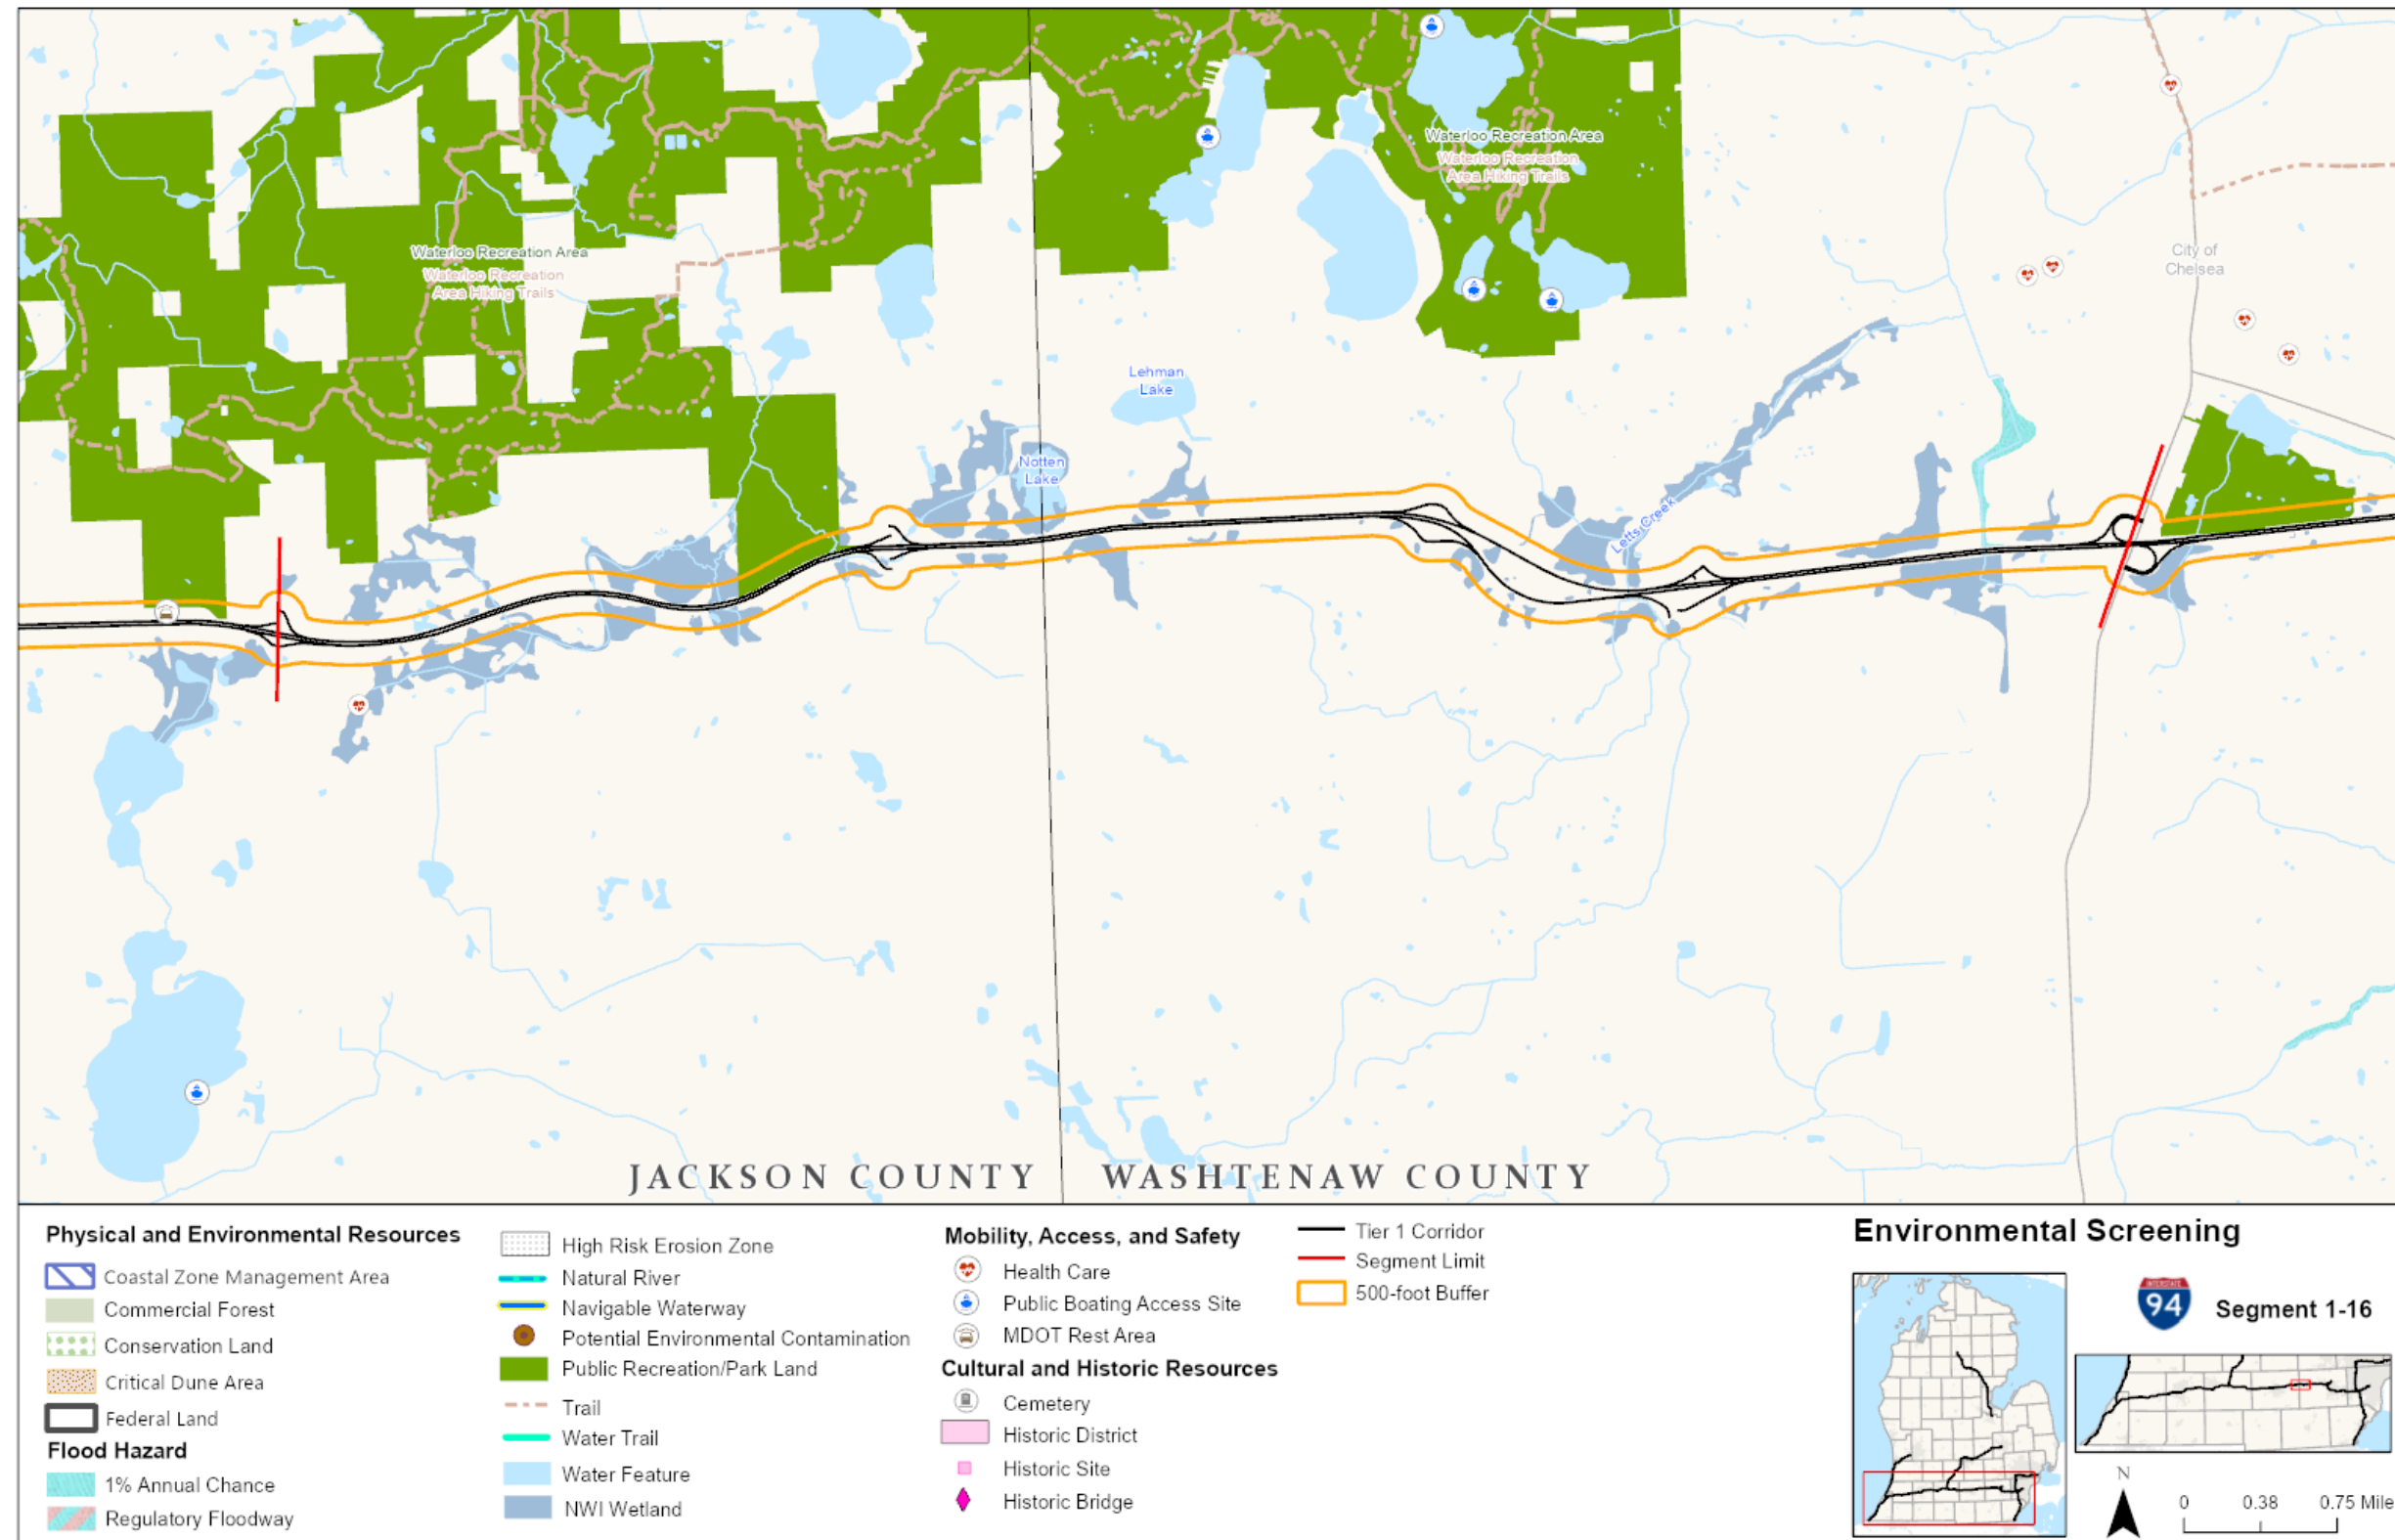 Waterloo Recreation Area
Waterloo Recreation
Area Hiking Trails
City of
Chelsea
Waterloo Recreation Area
Waterloo Recreation
Area Hiking Trails
Lehman
Lake
Notten
Lake
Letts Creek
JACKSON COUNTY
WASHTENAW COUNTY
Physical and Environmental Resources
Coastal Zone Management Area
Commercial Forest
Conservation Land
Critical Dune Area
Federal Land
Flood Hazard
1% Annual Chance
Regulatory Floodway
High Risk Erosion Zone
Natural River
Navigable Waterway
Potential Environmental Contamination
Public Recreation/Park Land
Trail
Water Trail
Water Feature
NWI Wetland
Mobility, Access, and Safety
Health Care
Public Boating Access Site
MDOT Rest Area
Cultural and Historic Resources
Cemetery
Historic District
Historic Site
Historic Bridge
Tier 1 Corridor
Segment Limit
500-foot Buffer
Environmental Screening
INTERSTATE
94
Segment 1-16
N
0 0.38 0.75 Mile